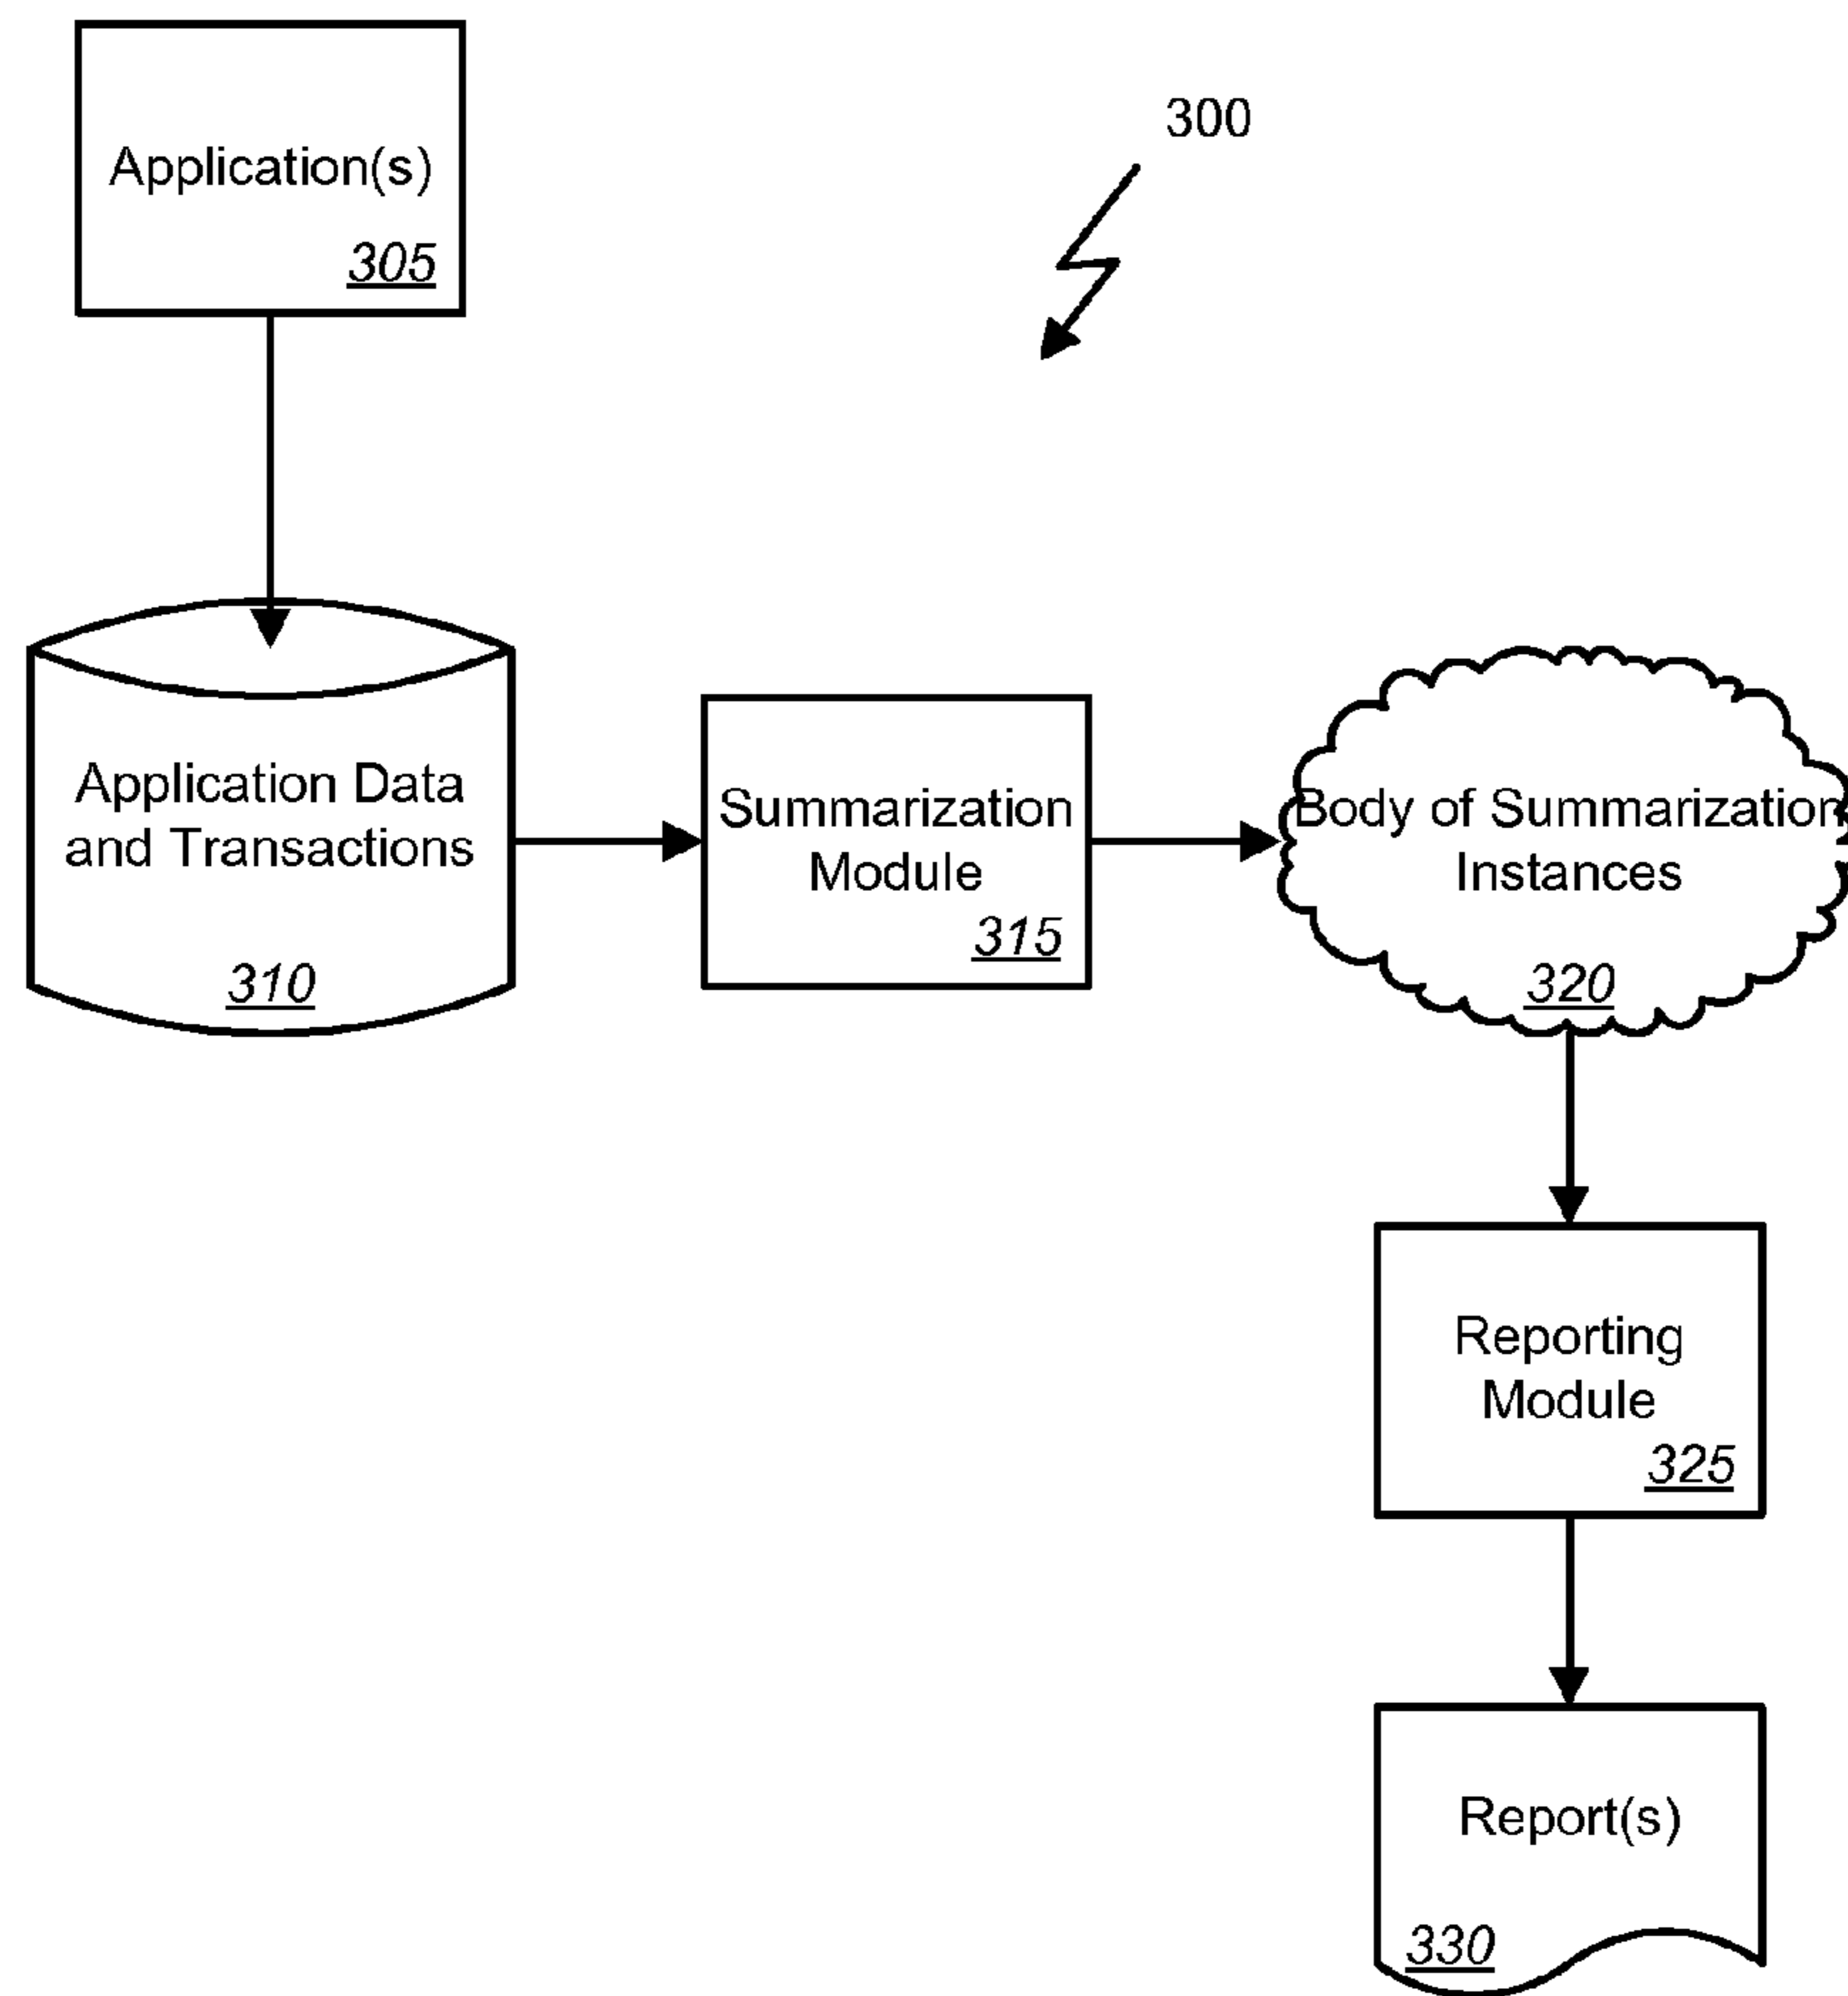 Application(s)
305
300
Application Data
and Transactions
310
Summarization
Module
315
Body of Summarization
Instances
320
Reporting
Module
325
Report(s)
330